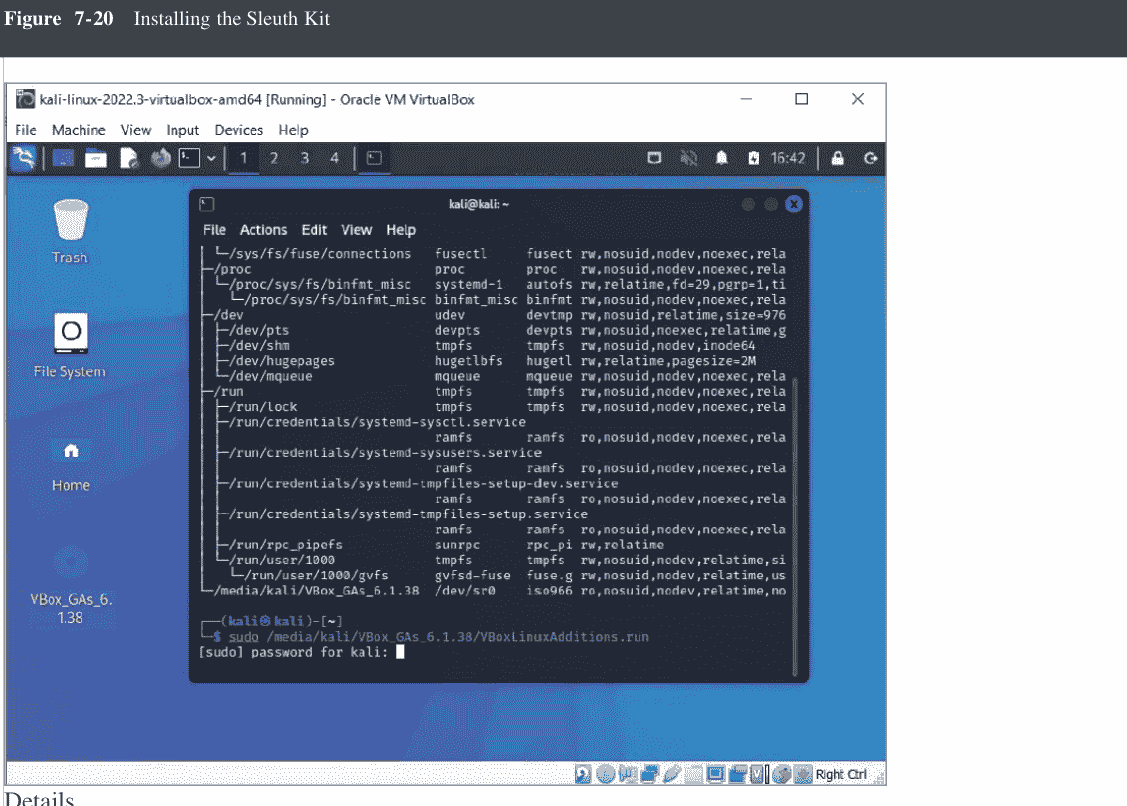 Figure 7-20 Installing the Sleuth Kit
kali-linux-2022.3-virtualbox-amd64 [Running] - Oracle VM VirtualBox
File Machine View Input Devices Help
1 2 3 4 16:42
Trash
File System
Home
VBox_GAs_6.
1.38
kali@kali: ~
File Actions Edit View Help
│ └─/sys/fs/fuse/connections fusectl fusect rw,nosuid,nodev,noexec,rela
├─/proc proc proc rw,nosuid,nodev,noexec,rela
│ └─/proc/sys/fs/binfmt_misc systemd-1 autofs rw,relatime,fd=29,pgrp=1,ti
│ └─/proc/sys/fs/binfmt_misc binfmt_misc binfmt rw,nosuid,nodev,noexec,rela
├─/dev udev devtmp rw,nosuid,relatime,size=976
│ ├─/dev/pts devpts devpts rw,nosuid,noexec,relatime,g
│ ├─/dev/shm tmpfs tmpfs rw,nosuid,nodev,inode64
│ ├─/dev/hugepages hugetlbfs hugetl rw,relatime,pagesize=2M
│ └─/dev/mqueue mqueue mqueue rw,nosuid,nodev,noexec,rela
├─/run tmpfs tmpfs rw,nosuid,nodev,noexec,rela
│ ├─/run/lock tmpfs tmpfs rw,nosuid,nodev,noexec,rela
│ ├─/run/credentials/systemd-sysctl.service
│ │ ramfs ramfs ro,nosuid,nodev,noexec,rela
│ ├─/run/credentials/systemd-sysusers.service
│ │ ramfs ramfs ro,nosuid,nodev,noexec,rela
│ ├─/run/credentials/systemd-tmpfiles-setup-dev.service
│ │ ramfs ramfs ro,nosuid,nodev,noexec,rela
│ ├─/run/credentials/systemd-tmpfiles-setup.service
│ │ ramfs ramfs ro,nosuid,nodev,noexec,rela
│ ├─/run/rpc_pipefs sunrpc rpc_pi rw,relatime
│ └─/run/user/1000 tmpfs tmpfs rw,nosuid,nodev,relatime,si
│ └─/run/user/1000/gvfs gvfsd-fuse fuse.g rw,nosuid,nodev,relatime,us
└─/media/kali/VBox_GAs_6.1.38 /dev/sr0 iso966 ro,nosuid,nodev,relatime,no
┌──(kali㉿kali)-[~]
└─$ sudo /media/kali/VBox_GAs_6.1.38/VBoxLinuxAdditions.run
[sudo] password for kali:
Right Ctrl
Details